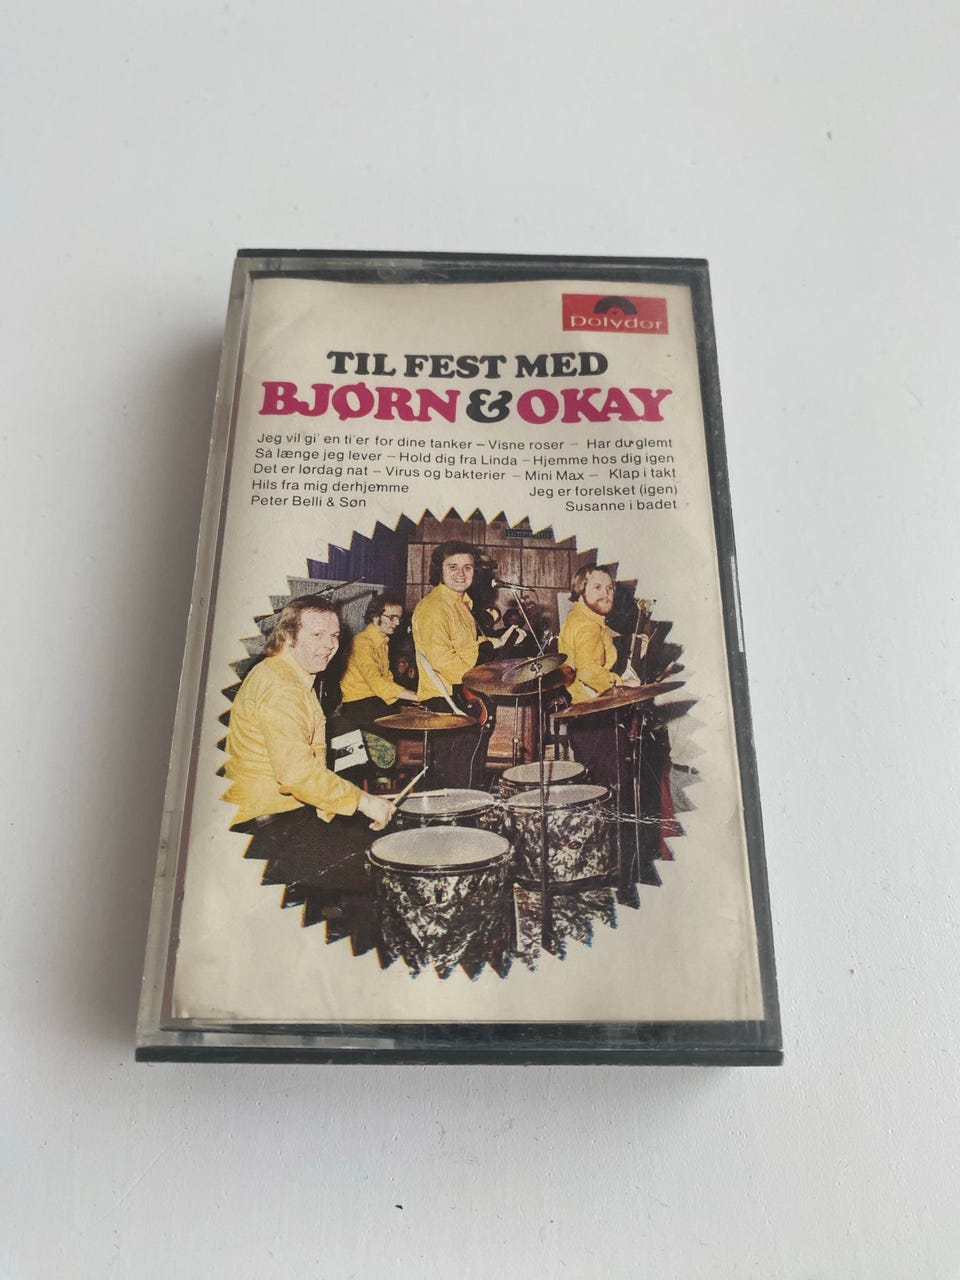 polydor
TIL FEST MED
BJØRN & OKAY
Jeg vil gi' en ti'er for dine tanker – Visne roser – Har du glemt
Så længe jeg lever – Hold dig fra Linda – Hjemme hos dig igen
Det er lørdag nat – Virus og bakterier – Mini Max – Klap i takt
Hils fra mig derhjemme Jeg er forelsket (igen)
Peter Belli & Søn Susanne i badet